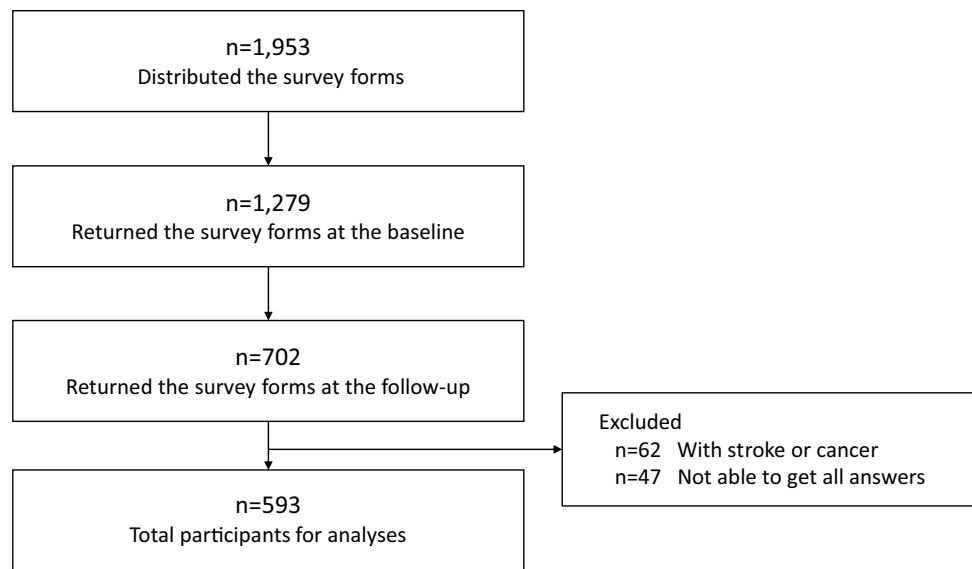 n=1,953
Distributed the survey forms
n=1,279
Returned the survey forms at the baseline
n=702
Returned the survey forms at the follow-up
Excluded
n=62 With stroke or cancer
n=47 Not able to get all answers
n=593
Total participants for analyses